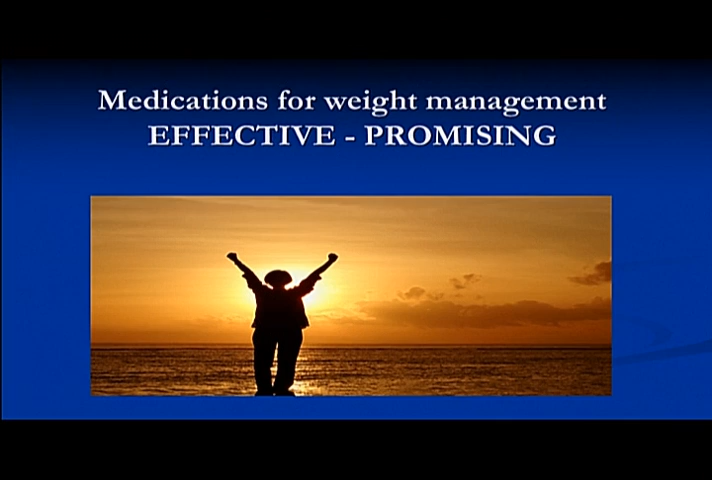 Medications for weight management
EFFECTIVE - PROMISING